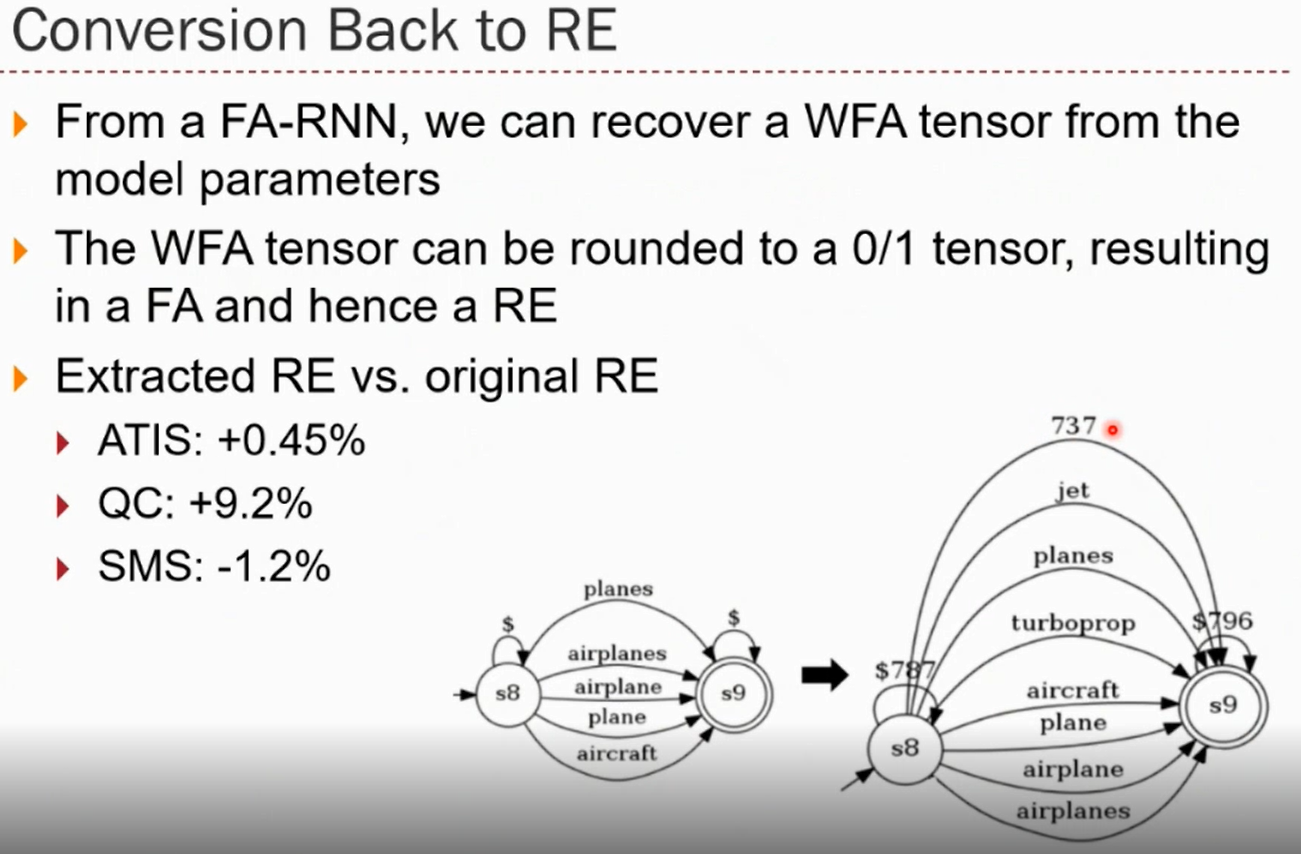 Conversion Back to RE
From a FA-RNN, we can recover a WFA tensor from the
model parameters
The WFA tensor can be rounded to a 0/1 tensor, resulting
in a FA and hence a RE
Extracted RE vs. original RE
ATIS: +0.45%
QC: +9.2%
SMS: -1.2%
planes
$
$
airplanes
s8
airplane
s9
plane
aircraft
737
jet
planes
turboprop
$796
$787
aircraft
s9
plane
s8
airplane
airplanes